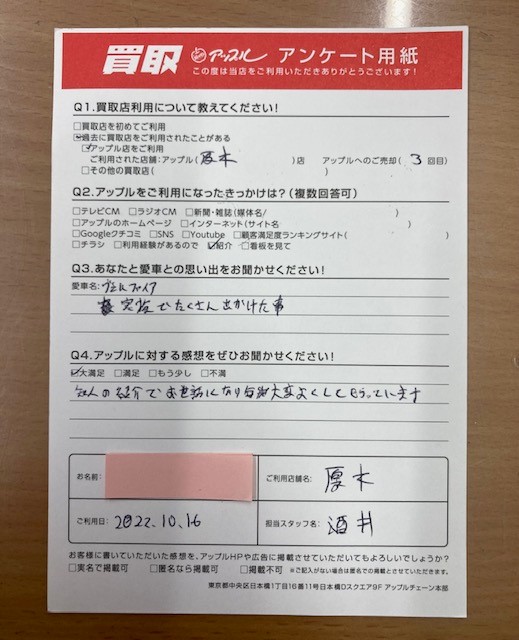 買取 アップル アンケート用紙
この度は当店をご利用いただきありがとうございます!
Q1.買取店利用について教えてください!
□買取店を初めてご利用
☑過去に買取店をご利用されたことがある
☑アップル店をご利用
ご利用された店舗:アップル( 厚木 )店 アップルへのご売却( 3 回目)
□その他の買取店( )
Q2.アップルをご利用になったきっかけは?(複数回答可)
□テレビCM □ラジオCM □新聞・雑誌(媒体名/ )
□アップルのホームページ □インターネット(サイト名 )
□Googleクチコミ □SNS □Youtube □顧客満足度ランキングサイト( )
□チラシ □利用経験があるので ☑紹介 □看板を見て
Q3.あなたと愛車との思い出をお聞かせください!
愛車名:ヴェルファイア
家族でたくさん出かけた事
Q4.アップルに対する感想をぜひお聞かせください!
☑大満足 □満足 □もう少し □不満
知人の紹介でお世話になり毎回大変よくして もらっています
お名前:
ご利用店舗名: 厚木
ご利用日: 2022.10.16
担当スタッフ名: 酒井
お客様に書いていただいた感想を、アップルHPや広告に掲載させていただいてもよろしいでしょうか?
□実名で掲載可 □匿名なら掲載可 □掲載不可 ※ご記入がない場合は匿名での掲載とさせていただきます。
東京都中央区日本橋1丁目16番11号日本橋Dスクエア9F アップルチェーン本部